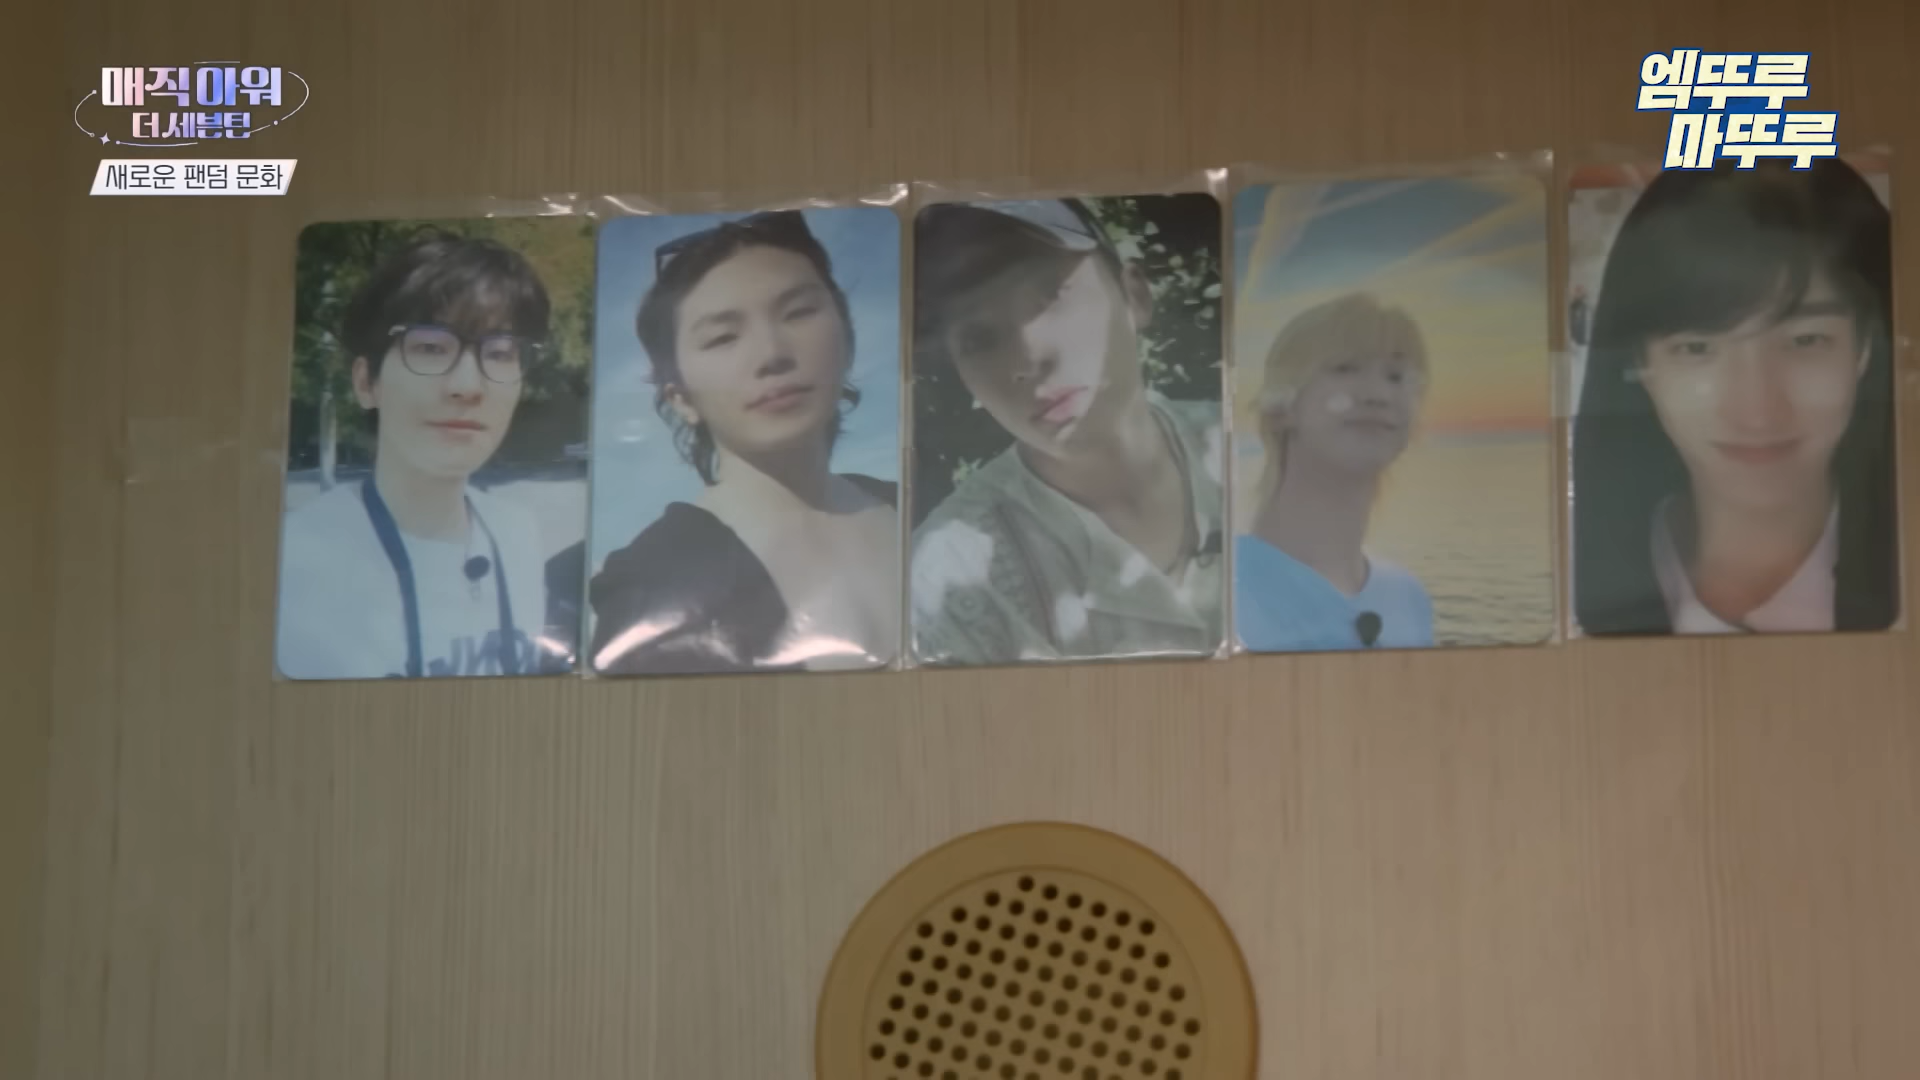 매직아워
더 세븐틴
새로운 팬덤 문화
엠뚜루
마뚜루